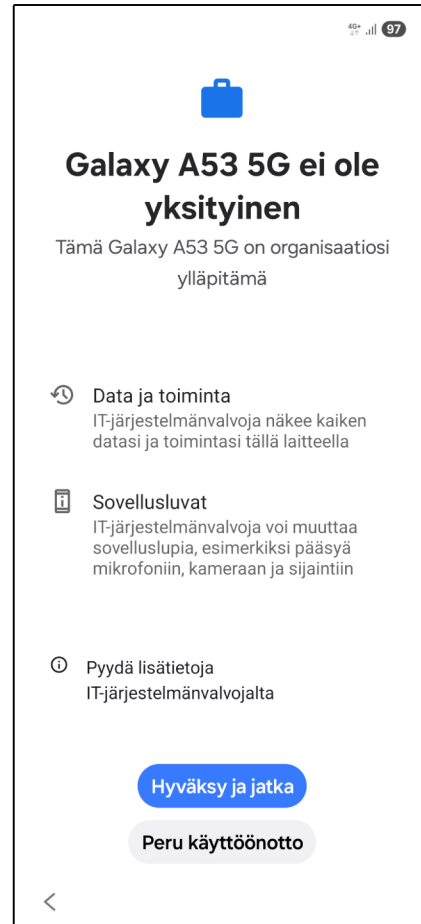 4G+ 97
Galaxy A53 5G ei ole
yksityinen
Tämä Galaxy A53 5G on organisaatiosi
ylläpitämä
Data ja toiminta
IT-järjestelmänvalvoja näkee kaiken
datasi ja toimintasi tällä laitteella
Sovellusluvat
IT-järjestelmänvalvoja voi muuttaa
sovelluslupia, esimerkiksi pääsyä
mikrofoniin, kameraan ja sijaintiin
Pyydä lisätietoja
IT-järjestelmänvalvojalta
Hyväksy ja jatka
Peru käyttöönotto